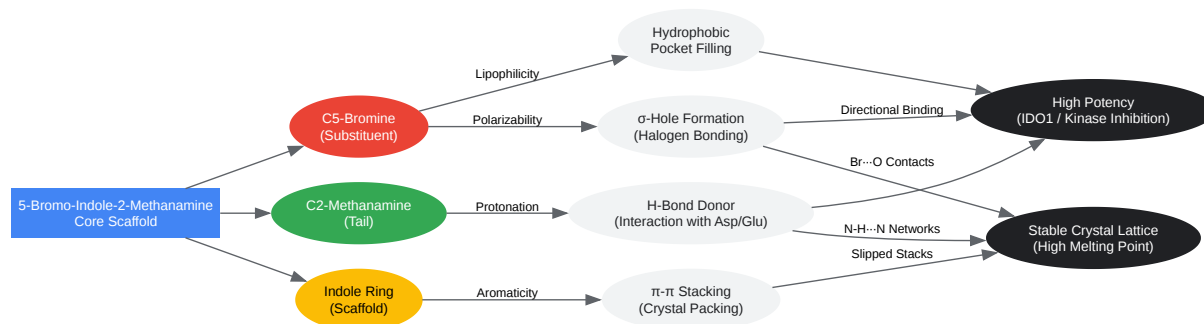 Hydrophobic
Pocket Filling
Lipophilicity
C5-Bromine
(Substituent)
Polarizability
σ-Hole Formation
(Halogen Bonding)
Directional Binding
High Potency
(IDO1 / Kinase Inhibition)
Br···O Contacts
5-Bromo-Indole-2-Methanamine
Core Scaffold
C2-Methanamine
(Tail)
Protonation
H-Bond Donor
(Interaction with Asp/Glu)
N-H···N Networks
Stable Crystal Lattice
(High Melting Point)
Slipped Stacks
Indole Ring
(Scaffold)
Aromaticity
π-π Stacking
(Crystal Packing)